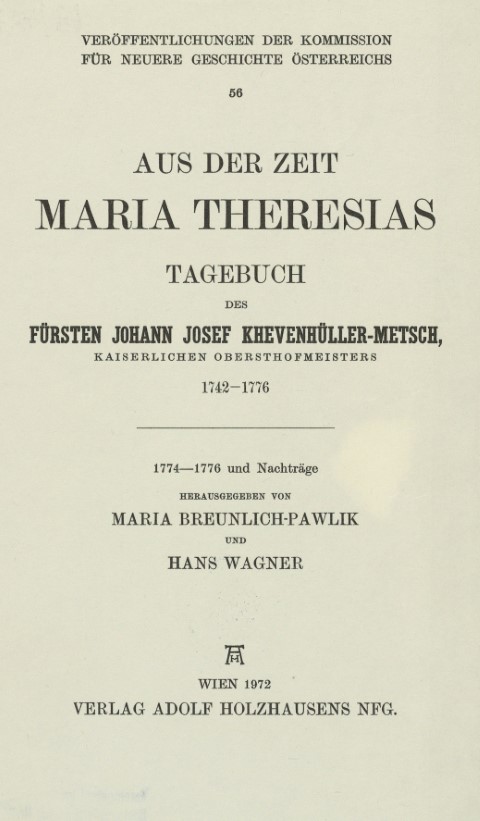 VERÖFFENTLICHUNGEN DER KOMMISSION
FÜR NEUERE GESCHICHTE ÖSTERREICHS
56
AUS DER ZEIT
MARIA THERESIAS
TAGEBUCH
DES
FÜRSTEN JOHANN JOSEF KHEVENHÜLLER-METSCH,
KAISERLICHEN OBERSTHOFMEISTERS
1742–1776
1774—1776 und Nachträge
HERAUSGEGEBEN VON
MARIA BREUNLICH-PAWLIK
UND
HANS WAGNER
WIEN 1972
VERLAG ADOLF HOLZHAUSENS NFG.